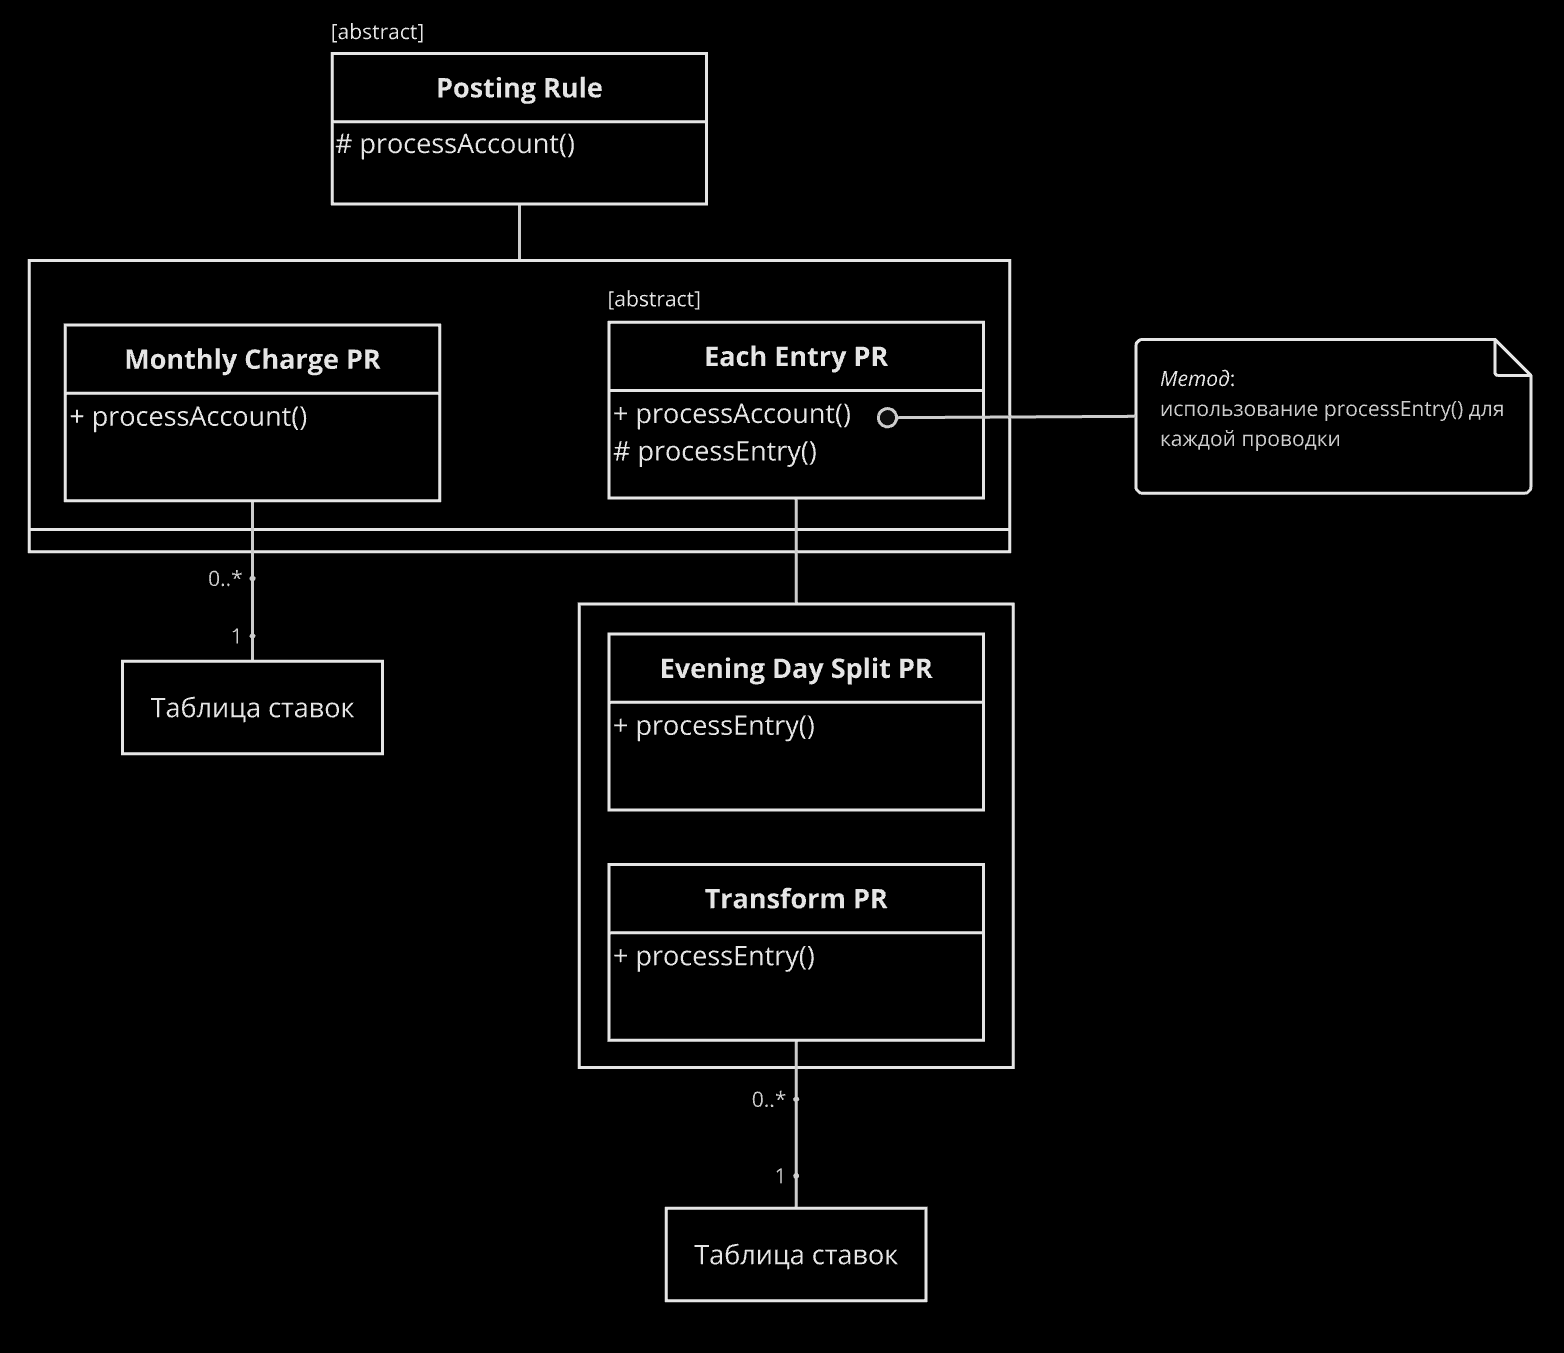 [abstract]
Posting Rule
# processAccount()
[abstract]
Monthly Charge PR
+ processAccount()
Each Entry PR
+ processAccount()
# processEntry()
Метод:
использование processEntry() для
каждой проводки
0..*
1
Таблица ставок
Evening Day Split PR
+ processEntry()
Transform PR
+ processEntry()
0..*
1
Таблица ставок